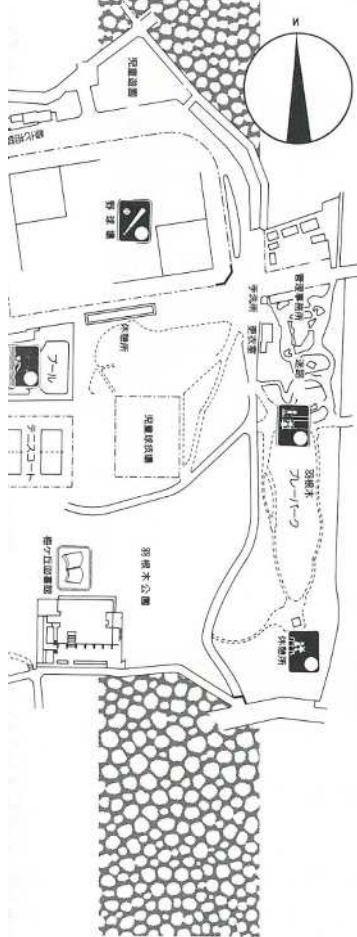 N
児童遊園
野球場
手洗所
管理事務所
更衣室
迷路
休憩所
プール
テニスコート
児童球技場
羽根木
プレーパーク
羽根木公園
梅ケ丘図書館
休憩所